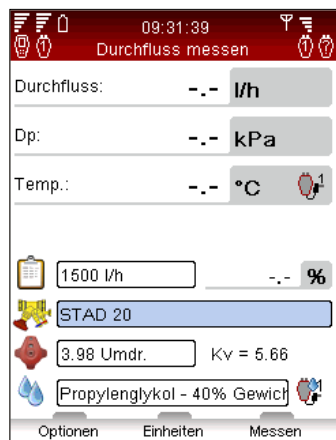 09:31:39
Durchfluss messen
Durchfluss: -.- l/h
Dp: -.- kPa
Temp.: -.- °C 1
1500 l/h -.- %
STAD 20
3.98 Umdr. Kv = 5.66
Propylenglykol - 40% Gewich
Optionen Einheiten Messen